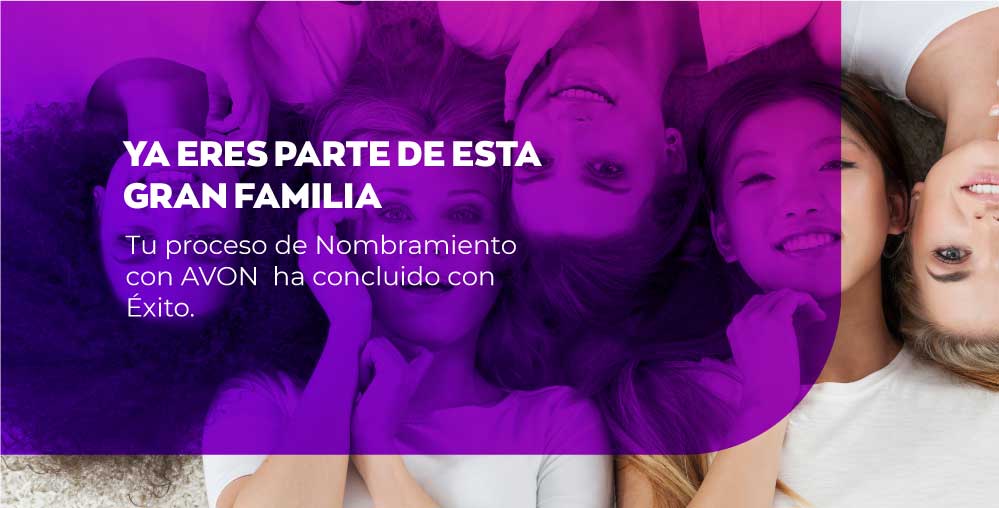 YA ERES PARTE DE ESTA
GRAN FAMILIA
Tu proceso de Nombramiento
con AVON  ha concluido con
Éxito.